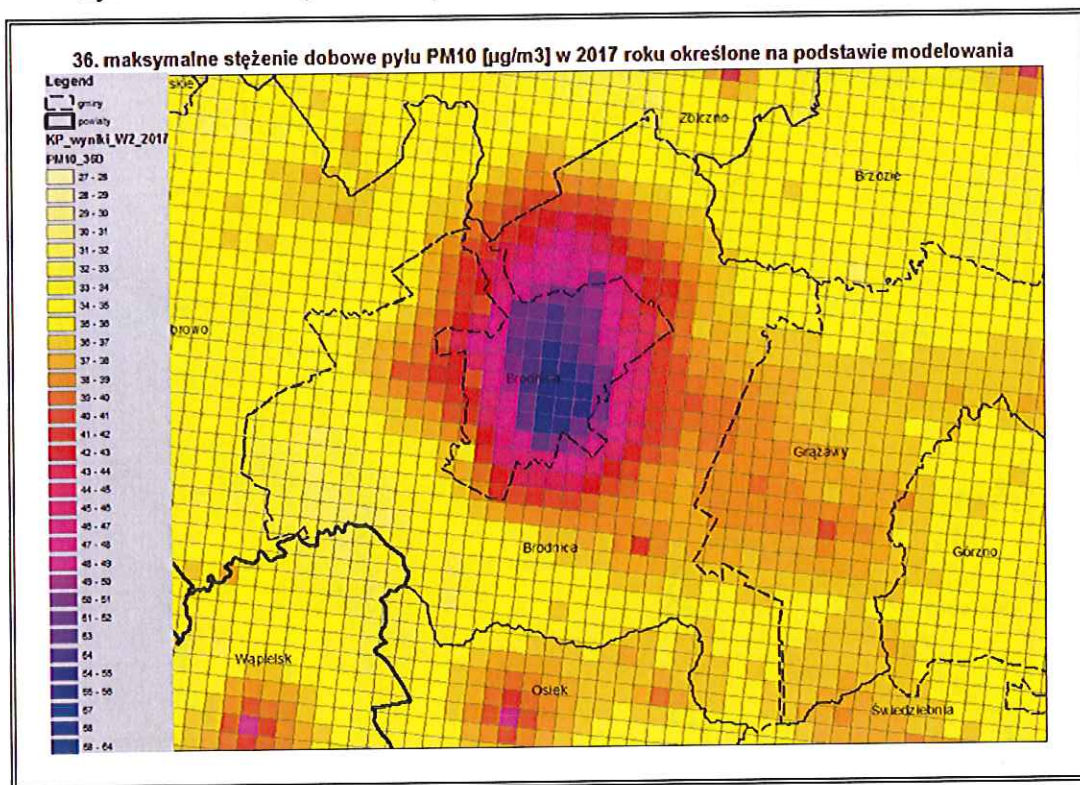 36. maksymalne stężenie dobowe pyłu PM10 [µg/m3] w 2017 roku określone na podstawie modelowania
Legend
gminy
powiaty
KP_wyniki_W2_2017
PM10_36D
27 - 28
28 - 29
29 - 30
30 - 31
31 - 32
32 - 33
33 - 34
34 - 35
35 - 36
36 - 37
37 - 38
38 - 39
39 - 40
40 - 41
41 - 42
42 - 43
43 - 44
44 - 45
45 - 46
46 - 47
47 - 48
48 - 49
49 - 50
50 - 51
51 - 52
53
54
54 - 55
55 - 56
57
58
58 - 64
skie
Zbiczno
Brzozie
browo
Brodnica
Grążawy
Brodnica
Górzno
Wąpielsk
Osiek
Świedziebnia